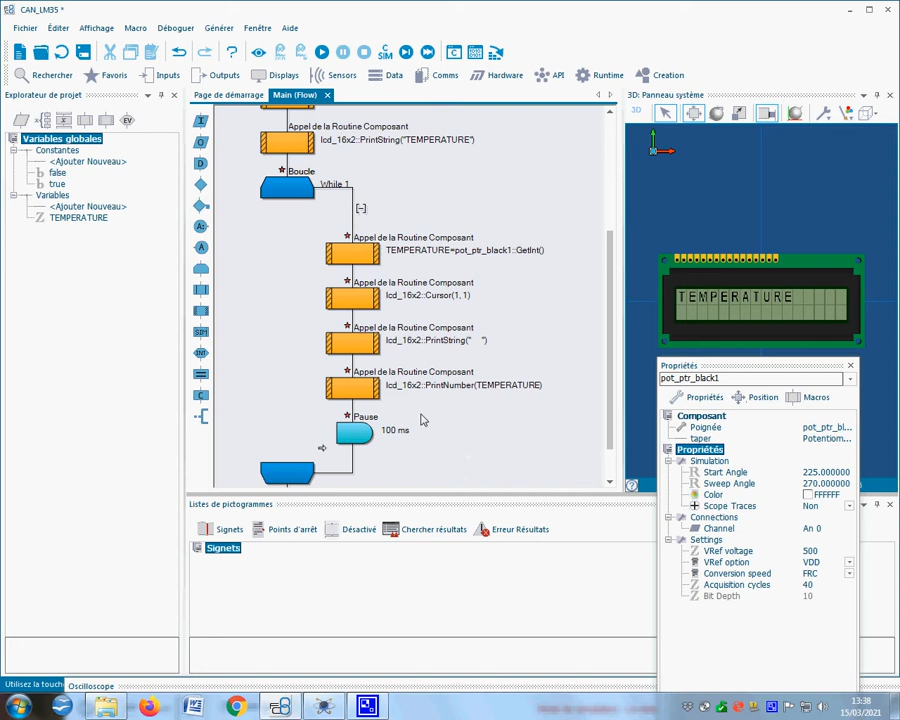 CAN_LM35 *
Fichier Éditer Affichage Macro Déboguer Générer Fenêtre Aide
Rechercher Favoris Inputs Outputs Displays Sensors Data Comms Hardware API Runtime Creation
Explorateur de projet
Page de démarrage Main (Flow)
3D: Panneau système
Variables globales
Constantes
<Ajouter Nouveau>
false
true
Variables
<Ajouter Nouveau>
TEMPERATURE
Appel de la Routine Composant
lcd_16x2::PrintString("TEMPERATURE")
Boucle
While 1
Appel de la Routine Composant
TEMPERATURE=pot_ptr_black1::GetInt()
Appel de la Routine Composant
lcd_16x2::Cursor(1, 1)
Appel de la Routine Composant
lcd_16x2::PrintString("    ")
Appel de la Routine Composant
lcd_16x2::PrintNumber(TEMPERATURE)
Pause
100 ms
TEMPERATURE
Propriétés
pot_ptr_black1
Propriétés Position Macros
Composant
Poignée pot_ptr_bl...
taper Potentiom...
Propriétés
Simulation
Start Angle 225.000000
Sweep Angle 270.000000
Color FFFFFF
Scope Traces Non
Connections
Channel An 0
Settings
VRef voltage 500
VRef option VDD
Conversion speed FRC
Acquisition cycles 40
Bit Depth 10
Listes de pictogrammes
Signets Points d'arrêt Désactivé Chercher résultats Erreur Résultats
Signets
Utilisez la touch
Oscilloscope
13:38
15/03/2021